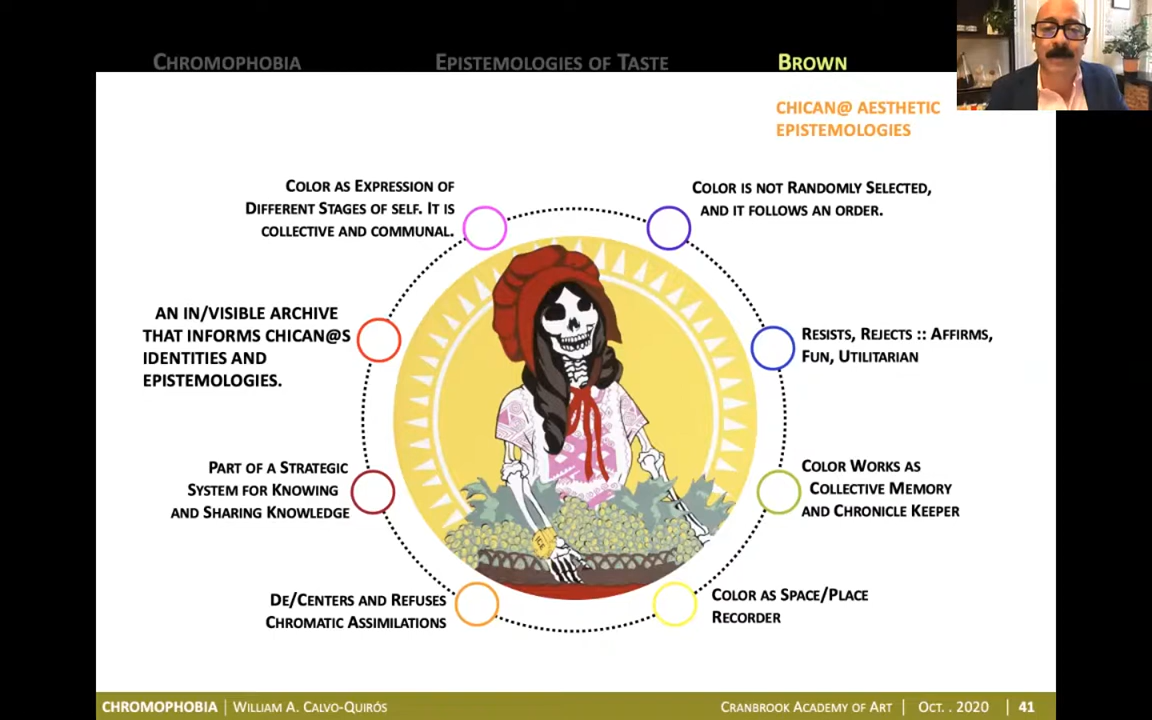 CHROMOPHOBIA
EPISTEMOLOGIES OF TASTE
BROWN
CHICAN@ AESTHETIC
EPISTEMOLOGIES
COLOR AS EXPRESSION OF
DIFFERENT STAGES OF SELF. IT IS
COLLECTIVE AND COMMUNAL.
COLOR IS NOT RANDOMLY SELECTED,
AND IT FOLLOWS AN ORDER.
AN IN/VISIBLE ARCHIVE
THAT INFORMS CHICAN@S
IDENTITIES AND
EPISTEMOLOGIES.
RESISTS, REJECTS :: AFFIRMS,
FUN, UTILITARIAN
PART OF A STRATEGIC
SYSTEM FOR KNOWING
AND SHARING KNOWLEDGE
COLOR WORKS AS
COLLECTIVE MEMORY
AND CHRONICLE KEEPER
DE/CENTERS AND REFUSES
CHROMATIC ASSIMILATIONS
COLOR AS SPACE/PLACE
RECORDER
ICE
CHROMOPHOBIA | WILLIAM A. CALVO-QUIRÓS
CRANBROOK ACADEMY OF ART | OCT. . 2020 | 41